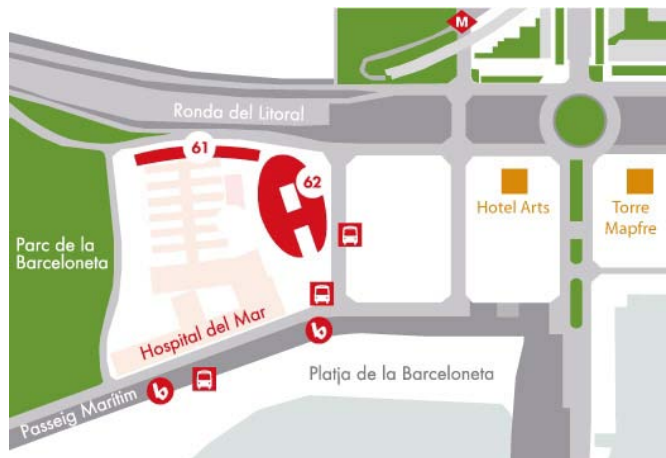 M
Ronda del Litoral
61
62
Hotel Arts
Torre
Mapfre
Parc de la
Barceloneta
Hospital del Mar
Platja de la Barceloneta
Passeig Marítim
b
b